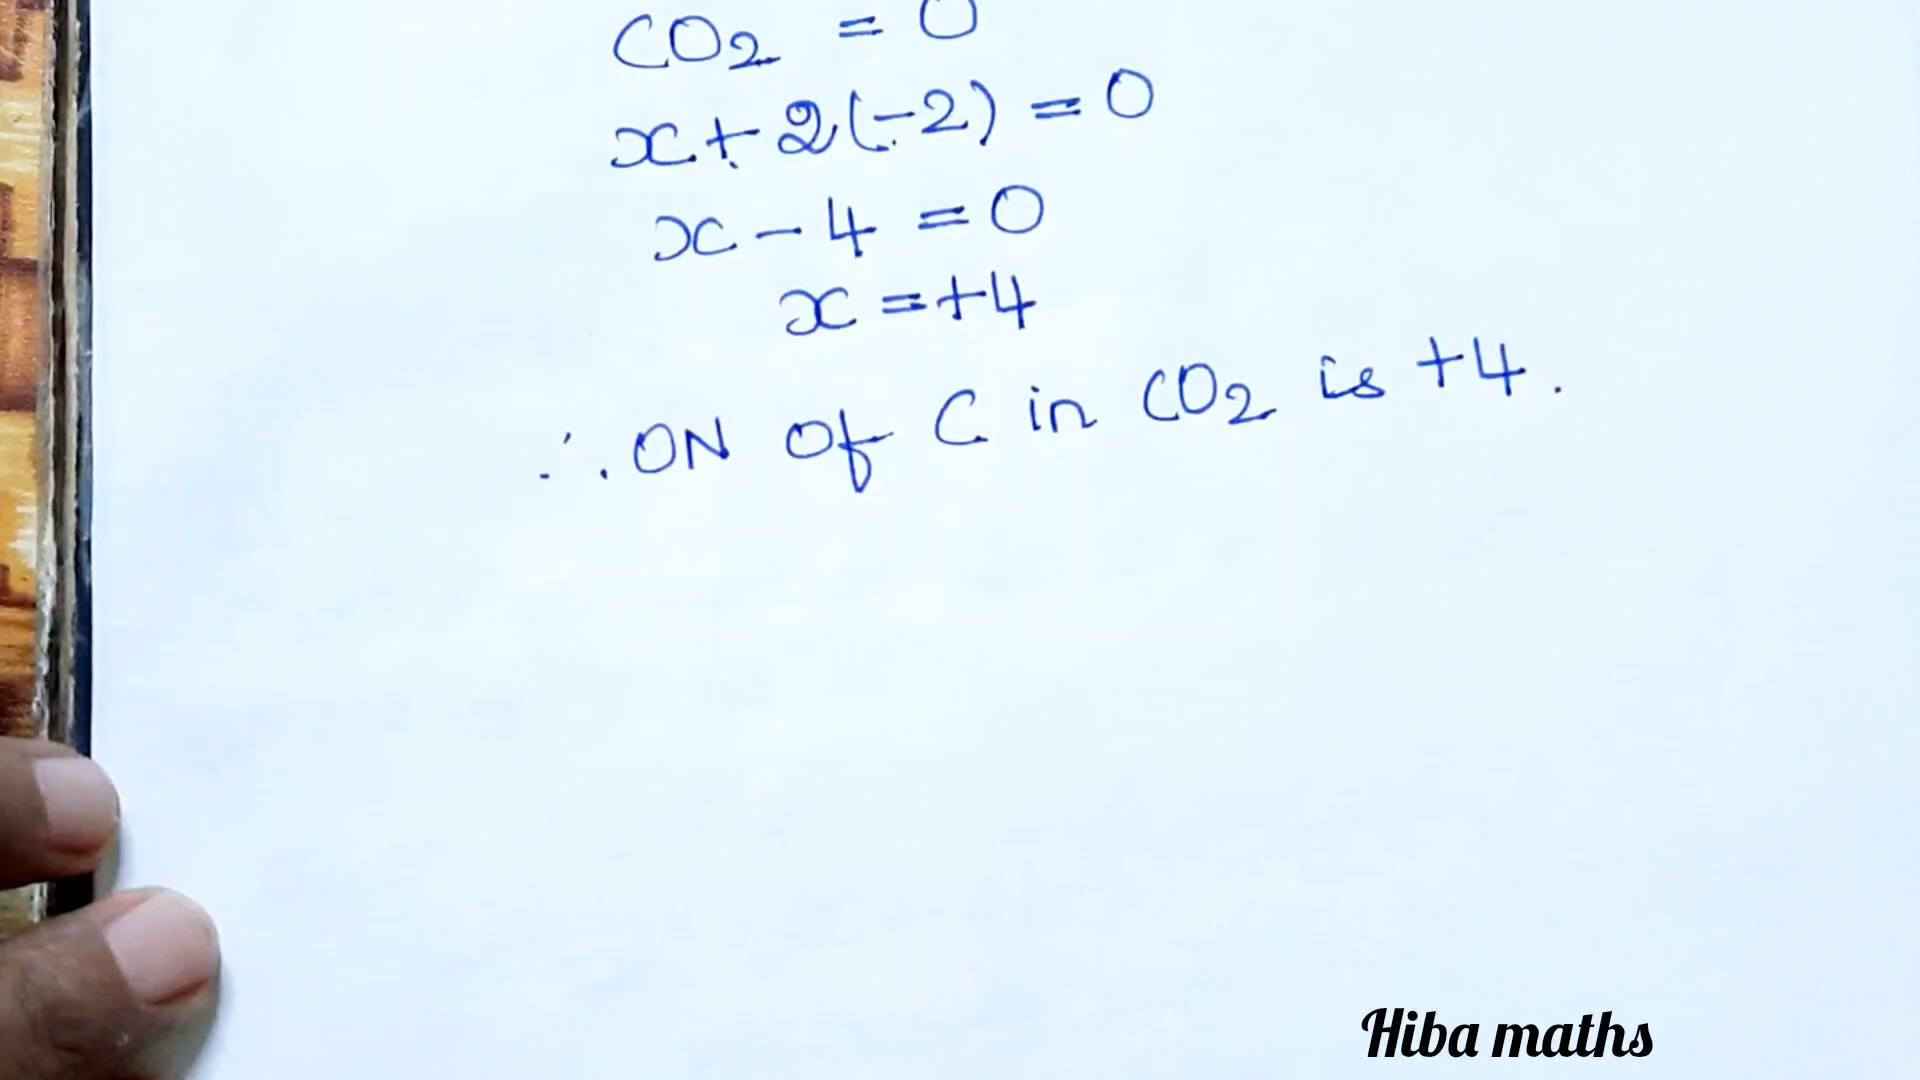 CO₂ = 0
x + 2(-2) = 0
x - 4 = 0
x = +4
∴ ON of C in CO₂ is +4.
Hiba maths